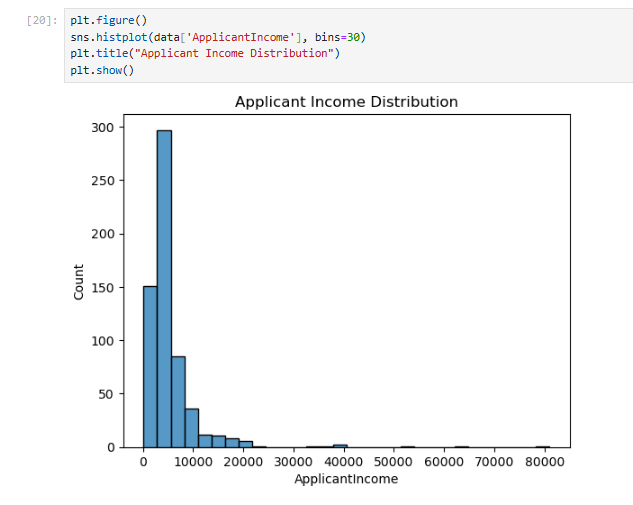 [20]: plt.figure()
sns.histplot(data['ApplicantIncome'], bins=30)
plt.title("Applicant Income Distribution")
plt.show()
Applicant Income Distribution
300
250
200
150
100
50
0
Count
0 10000 20000 30000 40000 50000 60000 70000 80000
ApplicantIncome